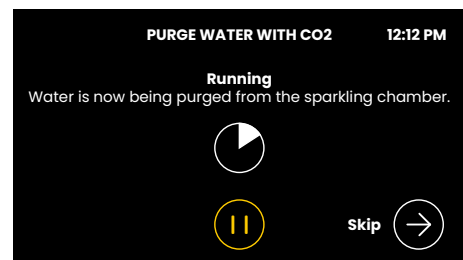 PURGE WATER WITH CO2 12:12 PM
Running
Water is now being purged from the sparkling chamber.
Skip